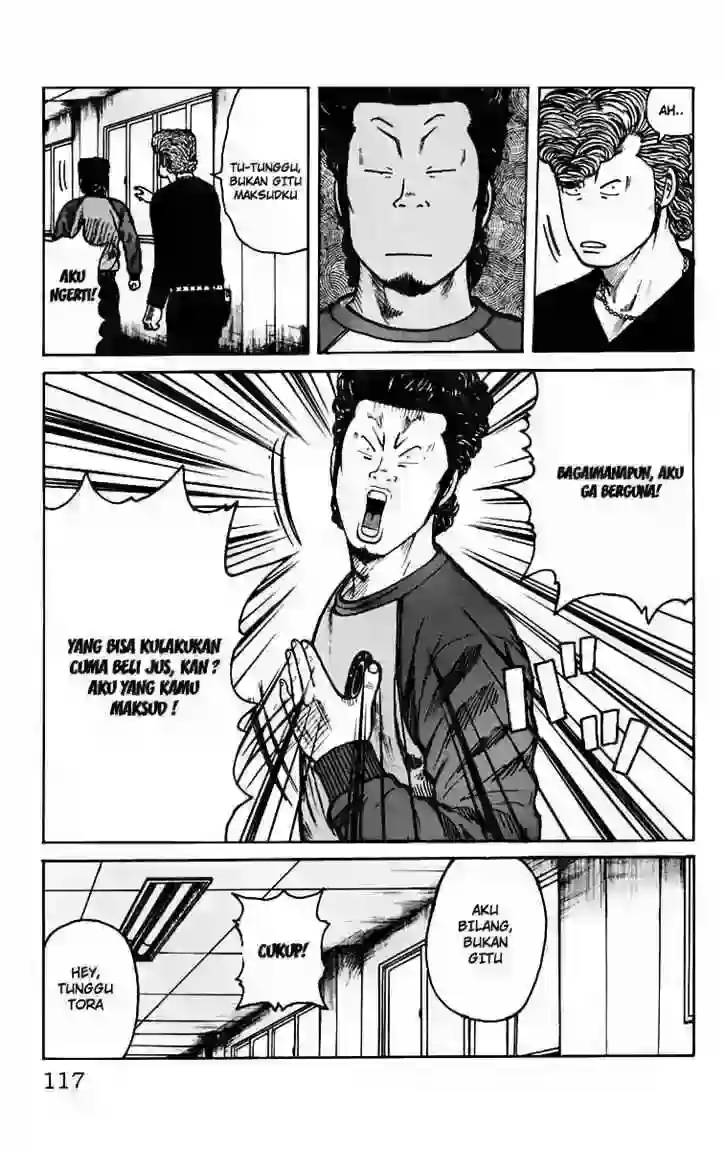 AH..
TU-TUNGGU,
BUKAN GITU
MAKSUDKU
AKU
NGERTI!
BAGAIMANAPUN, AKU
GA BERGUNA!
YANG BISA KULAKUKAN
CUMA BELI JUS, KAN ?
AKU YANG KAMU
MAKSUD !
AKU
BILANG,
BUKAN
GITU
CUKUP!
HEY,
TUNGGU
TORA
117